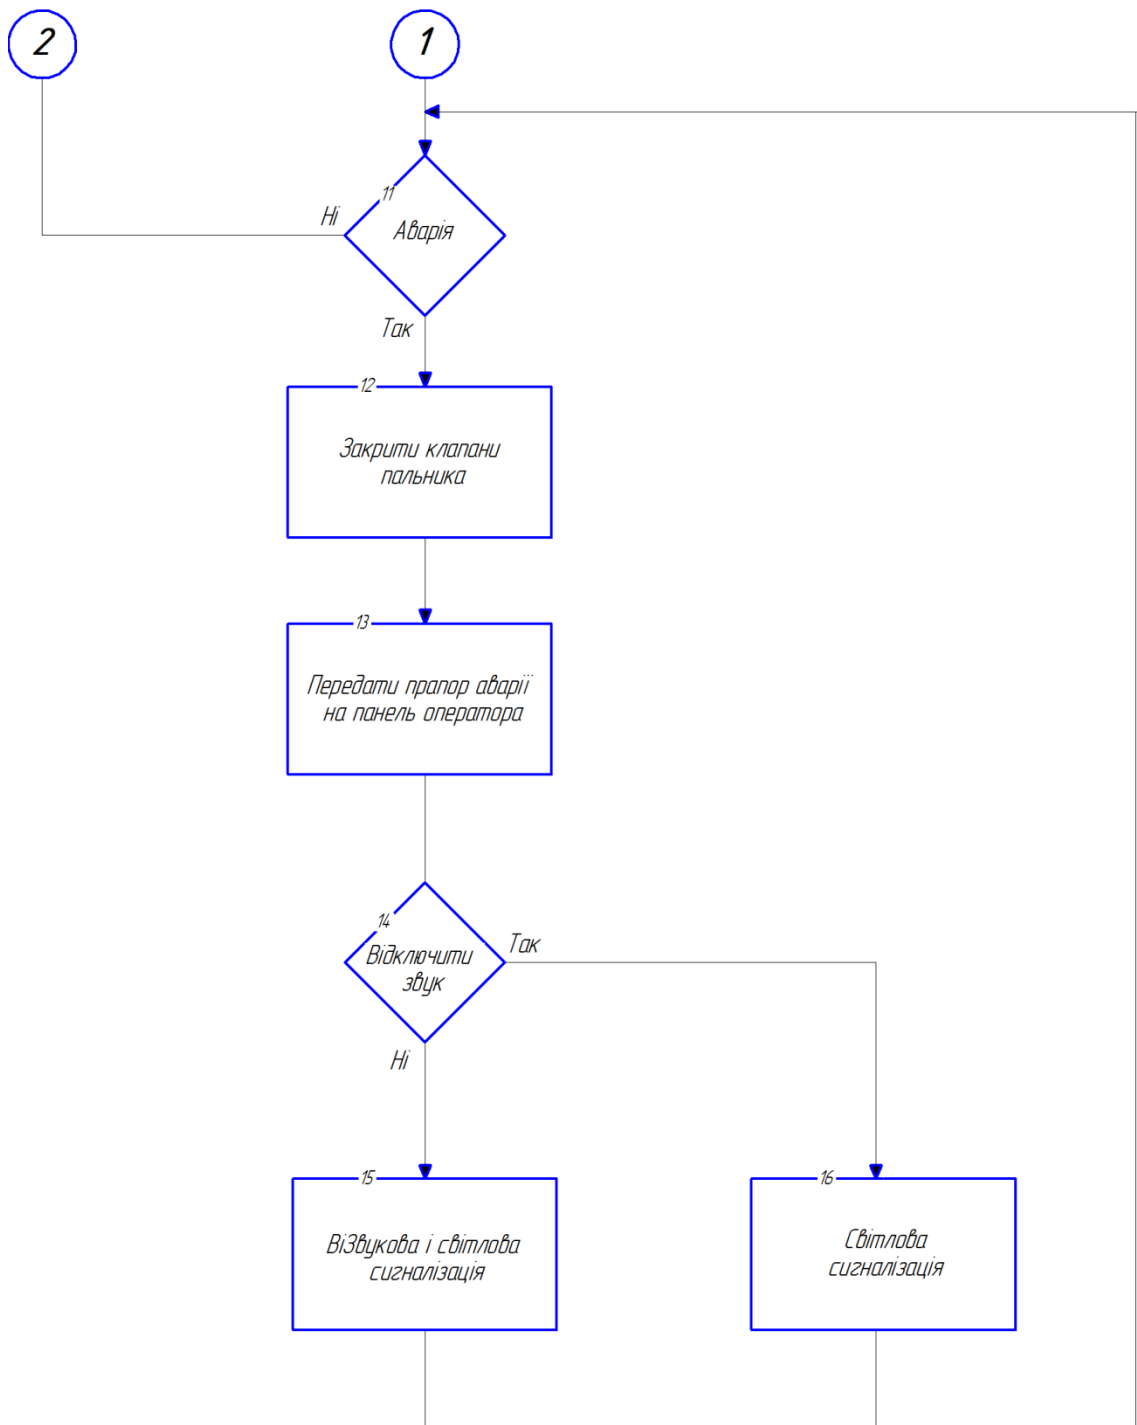 2
1
11
Ні
Аварія
Так
12
Закрити клапани
пальника
13
Передати прапор аварії
на панель оператора
14
Відключити
звук
Так
Ні
15
ВіЗвукова і світлова
сигналізація
16
Світлова
сигналізація